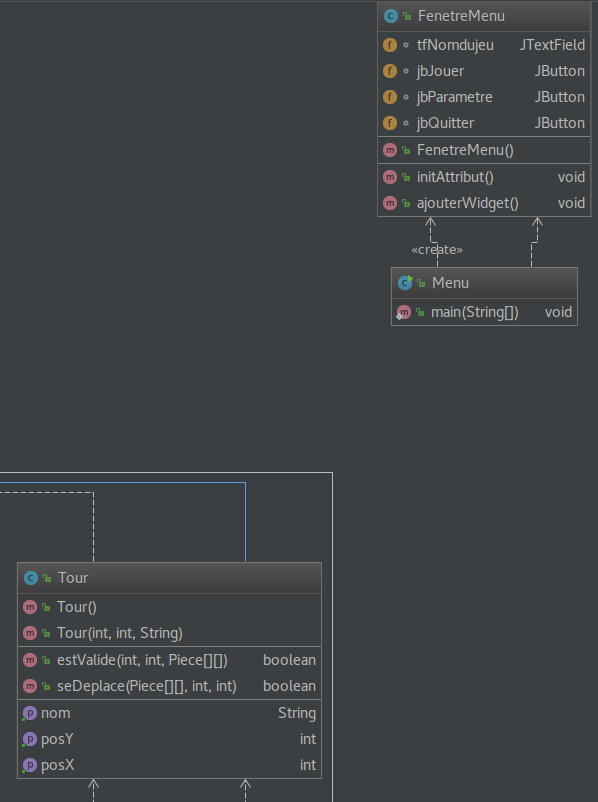 FenetreMenu
tfNomdujeu JTextField
jbJouer JButton
jbParametre JButton
jbQuitter JButton
FenetreMenu()
initAttribut() void
ajouterWidget() void
«create»
Menu
main(String[]) void
Tour
Tour()
Tour(int, int, String)
estValide(int, int, Piece[][]) boolean
seDeplace(Piece[][], int, int) boolean
nom String
posY int
posX int